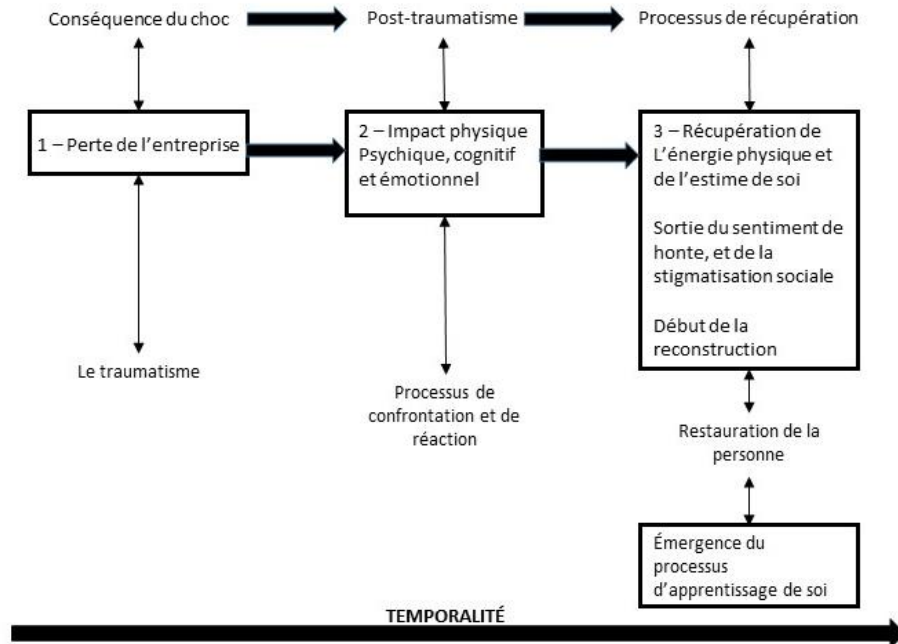 Conséquence du choc
Post-traumatisme
Processus de récupération
1 – Perte de l’entreprise
2 – Impact physique
Psychique, cognitif
et émotionnel
3 – Récupération de
L’énergie physique et
de l’estime de soi
Sortie du sentiment de
honte, et de la
stigmatisation sociale
Début de la
reconstruction
Le traumatisme
Processus de
confrontation et de
réaction
Restauration de la
personne
Émergence du
processus
d’apprentissage de soi
TEMPORALITÉ